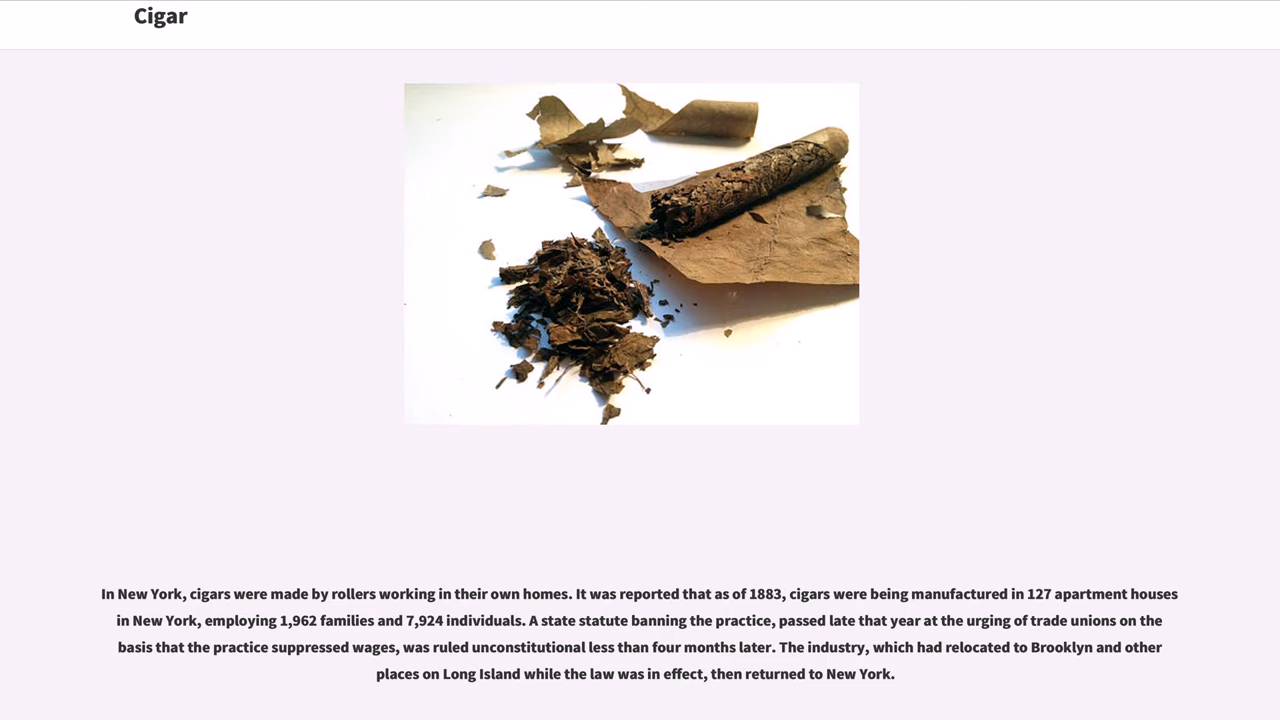 Cigar
In New York, cigars were made by rollers working in their own homes. It was reported that as of 1883, cigars were being manufactured in 127 apartment houses
in New York, employing 1,962 families and 7,924 individuals. A state statute banning the practice, passed late that year at the urging of trade unions on the
basis that the practice suppressed wages, was ruled unconstitutional less than four months later. The industry, which had relocated to Brooklyn and other
places on Long Island while the law was in effect, then returned to New York.